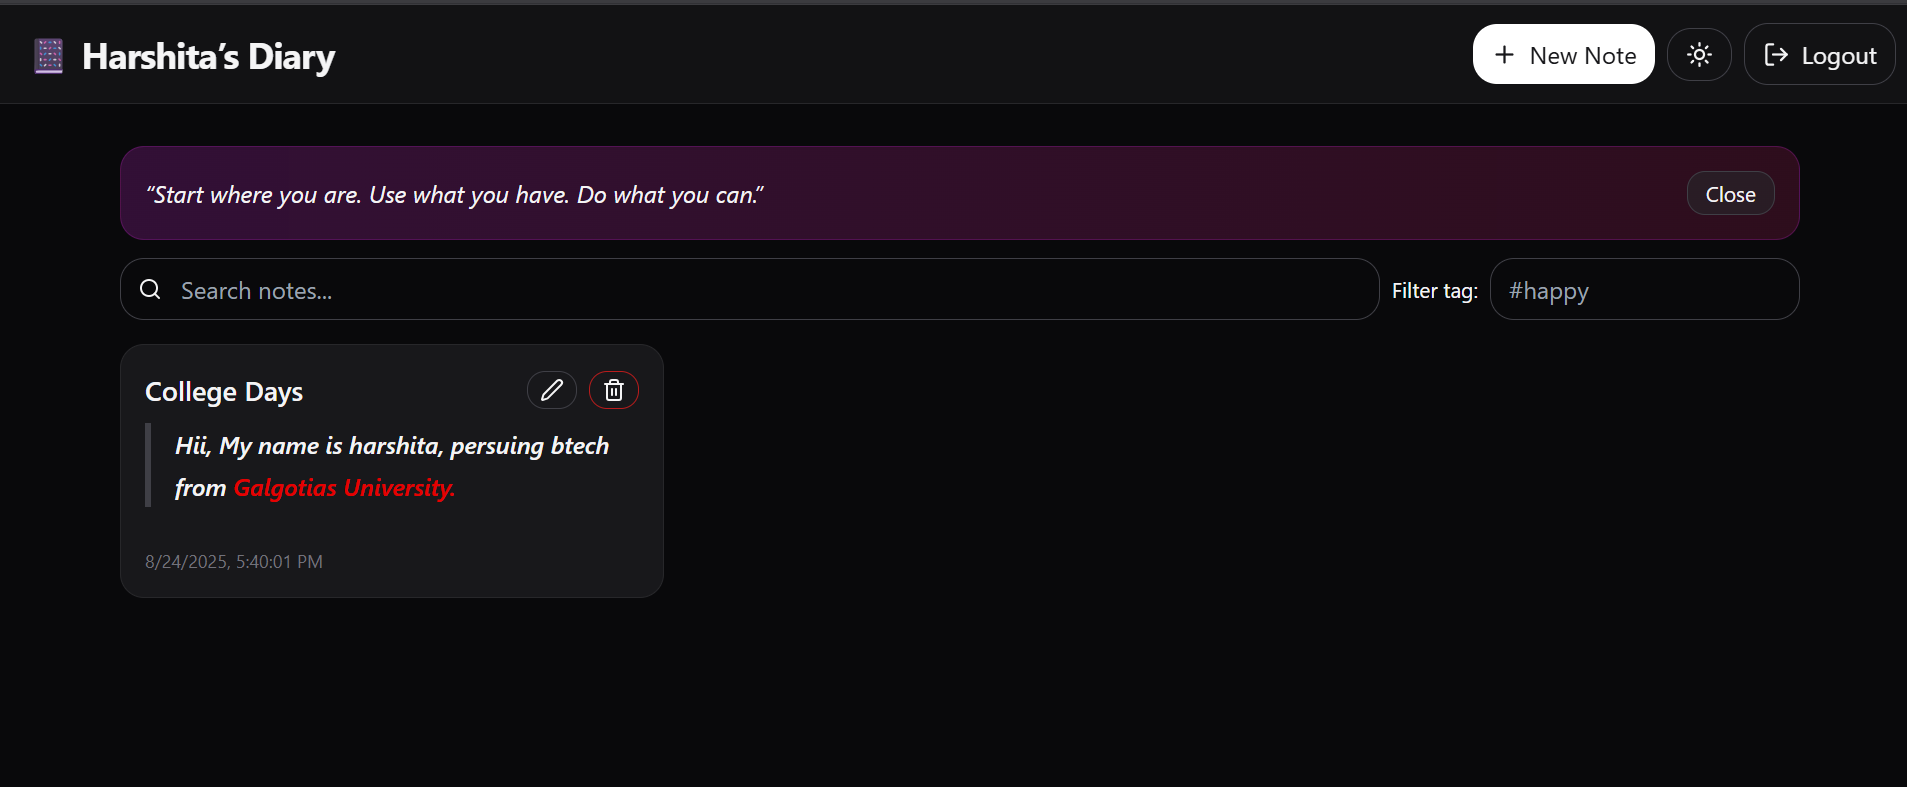 Harshita’s Diary
+ New Note
Logout
“Start where you are. Use what you have. Do what you can.”
Close
Search notes...
Filter tag:
#happy
College Days
Hii, My name is harshita, persuing btech
from Galgotias University.
8/24/2025, 5:40:01 PM